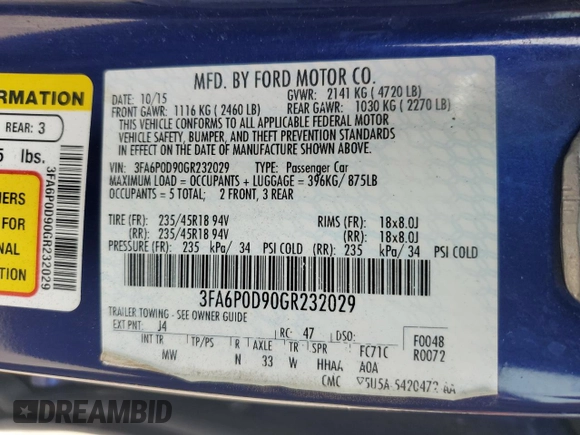 ORMATION
REAR: 3
5 lbs.
3FA6P0D90GR232029
MFD. BY FORD MOTOR CO.
DATE: 10/15 GVWR: 2141 KG ( 4720 LB)
FRONT GAWR: 1116 KG ( 2460 LB) REAR GAWR: 1030 KG ( 2270 LB)
THIS VEHICLE CONFORMS TO ALL APPLICABLE FEDERAL MOTOR
VEHICLE SAFETY, BUMPER, AND THEFT PREVENTION STANDARDS
IN EFFECT ON THE DATE OF MANUFACTURE SHOWN ABOVE.
VIN: 3FA6P0D90GR232029 TYPE: Passenger Car
MAXIMUM LOAD = OCCUPANTS + LUGGAGE = 396KG/ 875LB
OCCUPANTS = 5 TOTAL; 2 FRONT, 3 REAR
TIRE (FR): 235/45R18 94V RIMS (FR): 18x8.0J
(RR): 235/45R18 94V (RR): 18x8.0J
PRESSURE (FR): 235 kPa/ 34 PSI COLD (RR): 235 kPa/ 34 PSI COLD
3FA6P0D90GR232029
TRAILER TOWING - SEE OWNER GUIDE
EXT PNT: J4 RC: 47 DSO: F0048
R0072
INT TR TP/PS R AXLE TR SPR FC71C
MW N 33 W HHAA A0A
CMC
NERS
FOR
NAL
ATION
DREAMBID